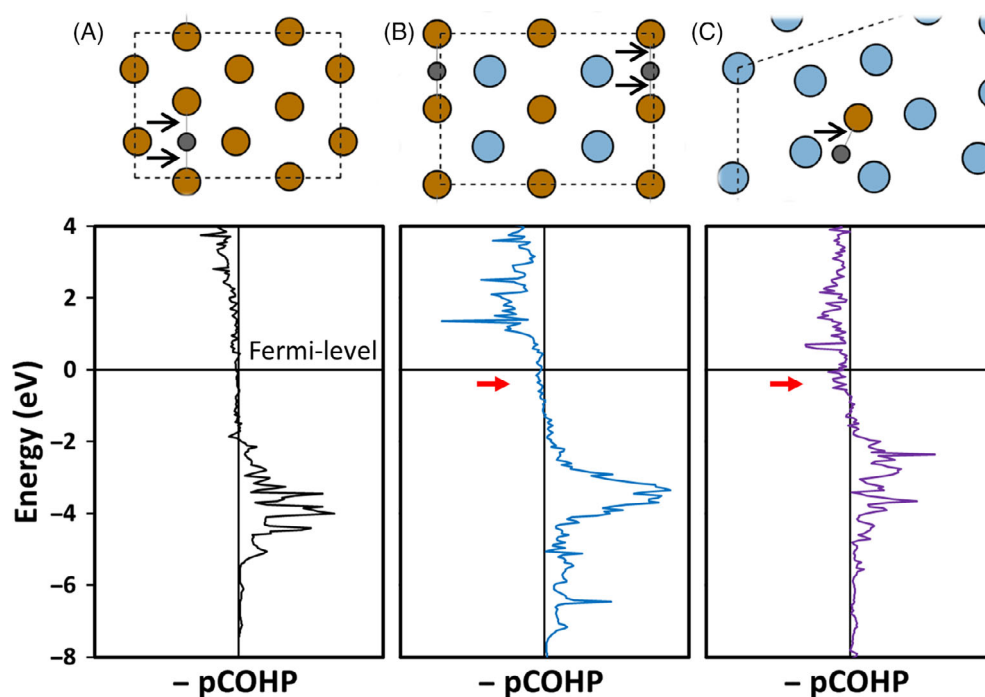 (A)
(B)
(C)
4
2
0
−2
−4
−6
−8
Energy (eV)
Fermi-level
− pCOHP
− pCOHP
− pCOHP